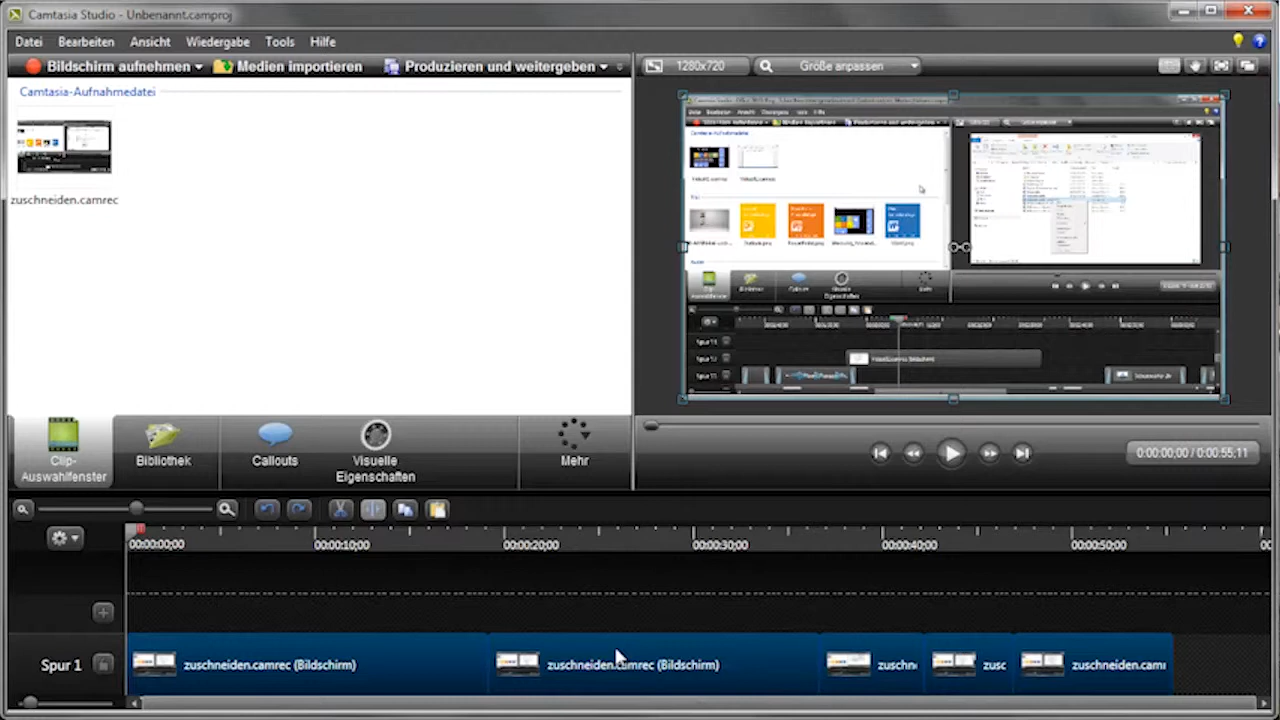 Camtasia Studio - Unbenannt.camproj
Datei Bearbeiten Ansicht Wiedergabe Tools Hilfe
Bildschirm aufnehmen Medien importieren Produzieren und weitergeben
1280x720 Größe anpassen
Camtasia-Aufnahmedatei
zuschneiden.camrec
Clip-
Auswahlfenster
Bibliothek
Callouts
Visuelle
Eigenschaften
Mehr
0:00:00,00 / 0:00:55,11
00:00:00;00 00:00:10;00 00:00:20;00 00:00:30;00 00:00:40;00 00:00:50;00
Spur 1
zuschneiden.camrec (Bildschirm) zuschneiden.camrec (Bildschirm) zuschn zusc zuschneiden.cam